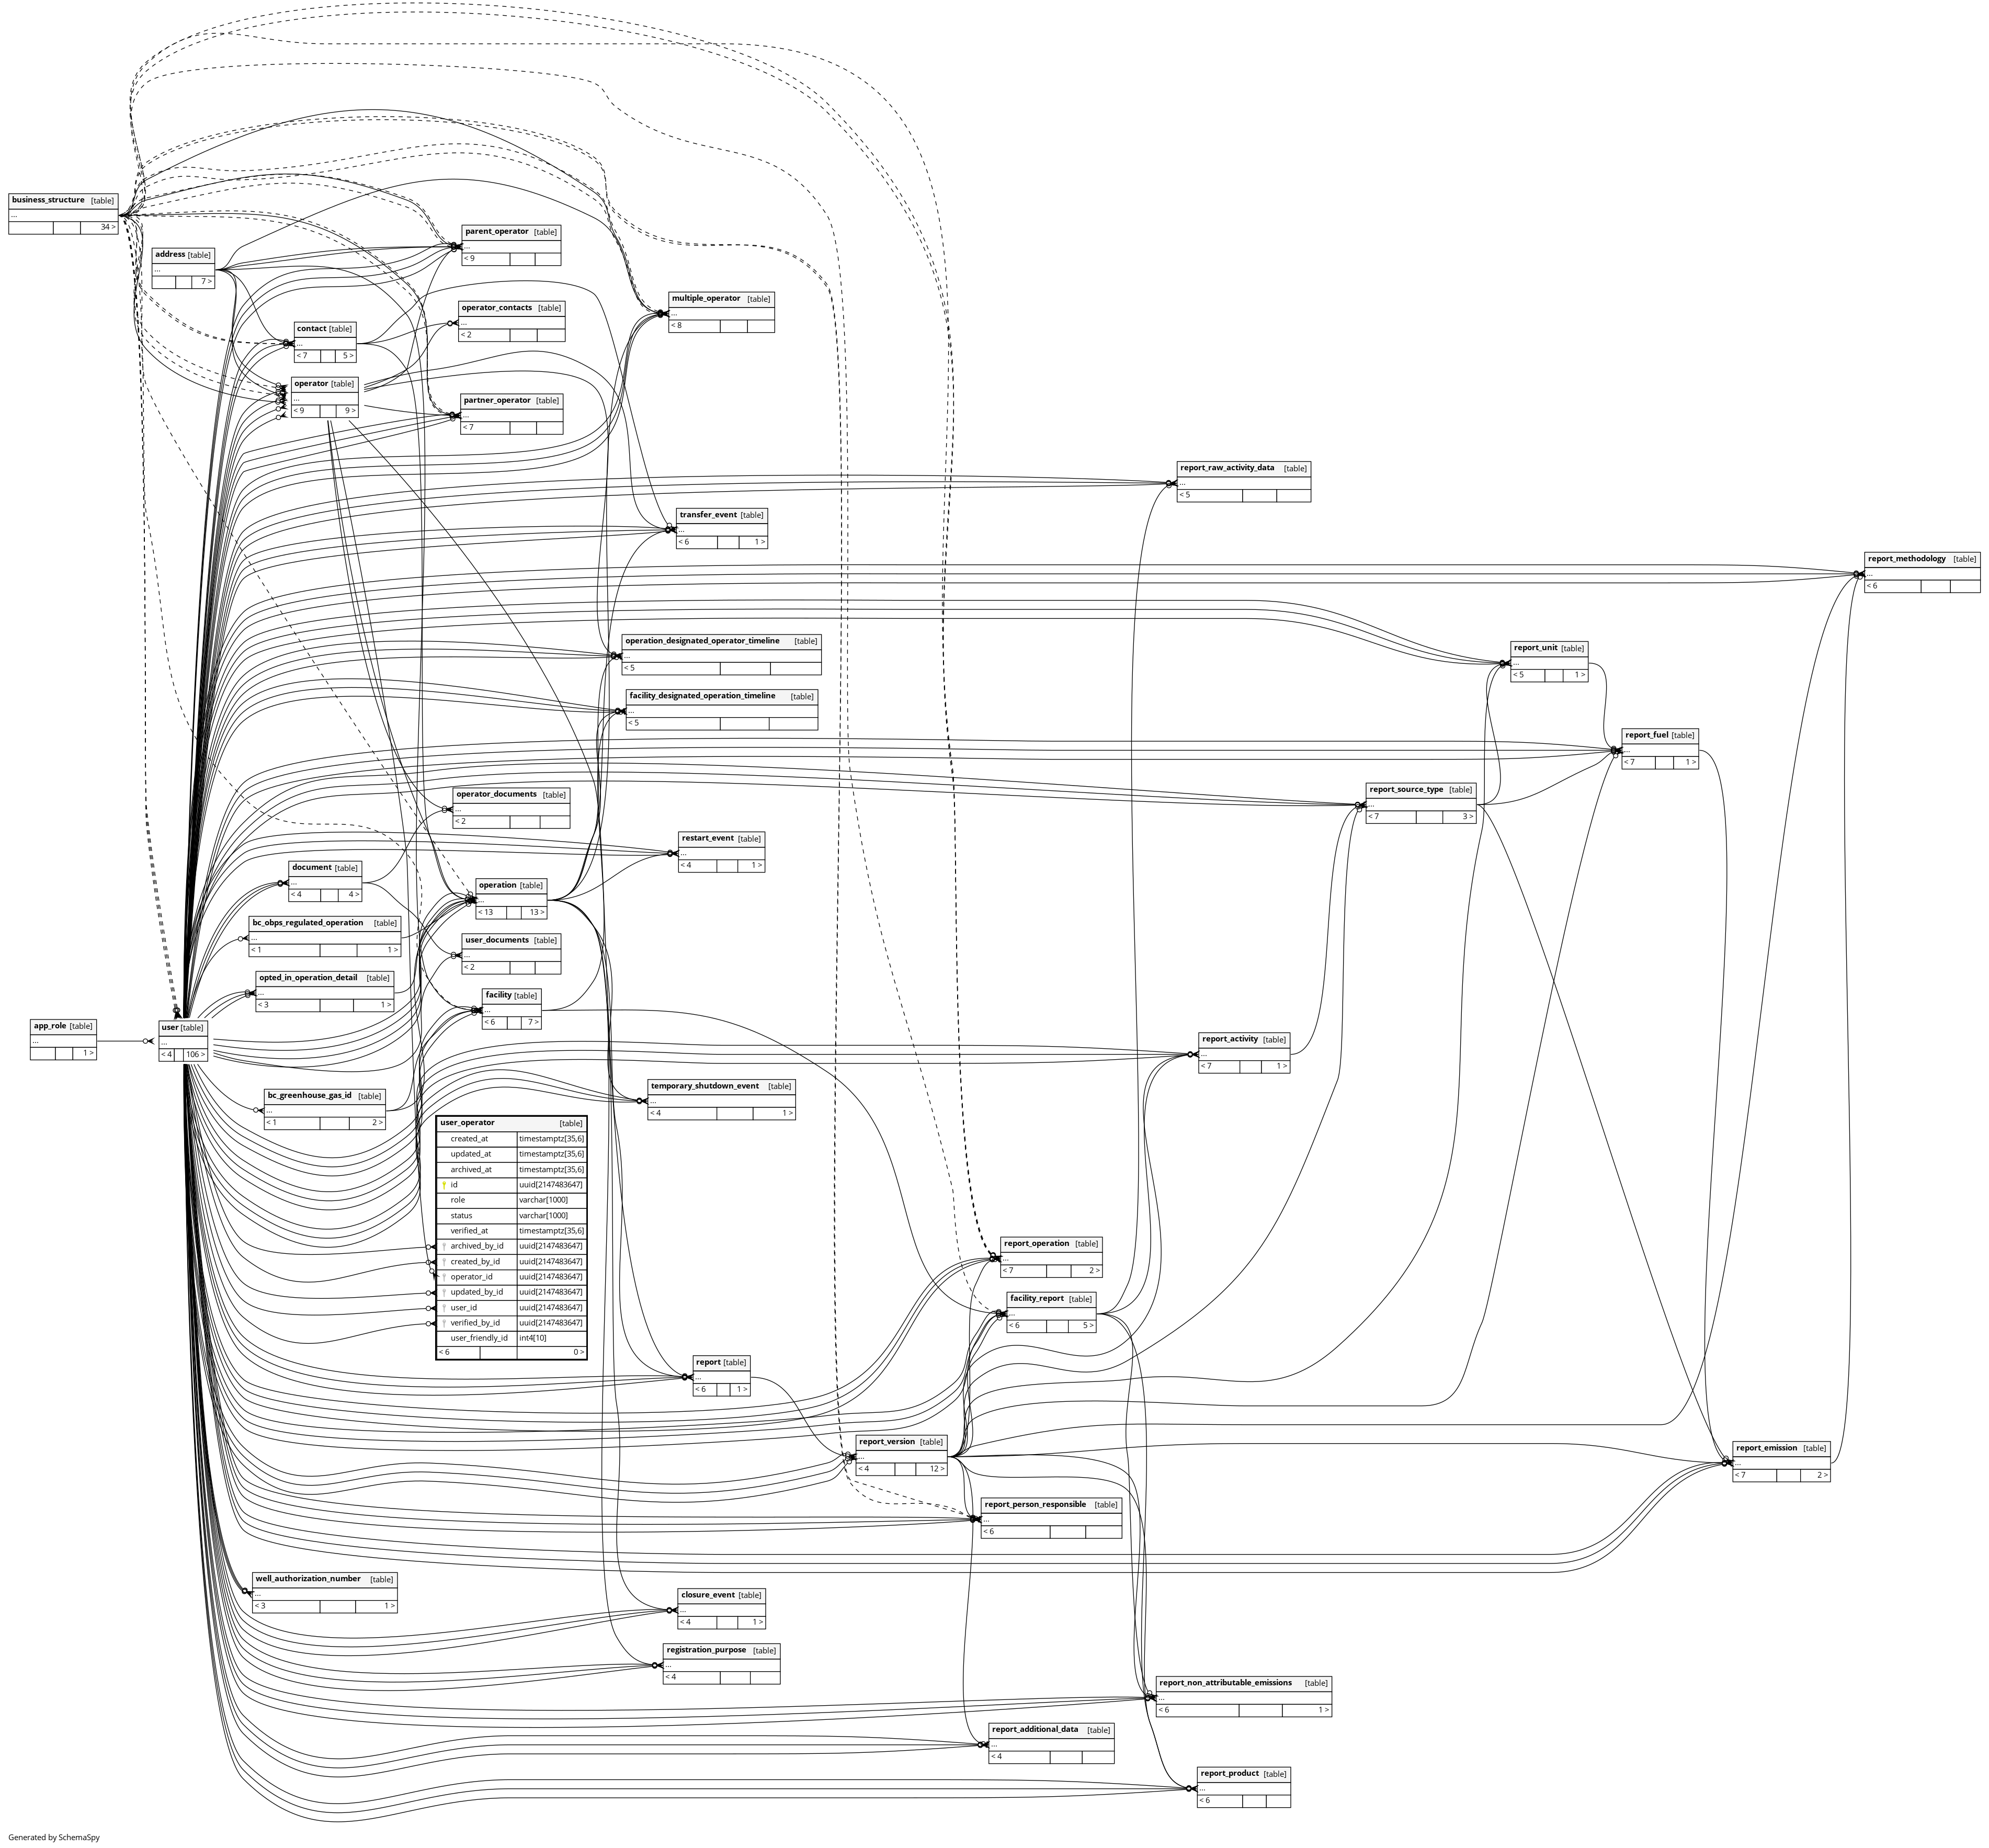 business_structure [table]
...
34 >
address [table]
...
7 >
parent_operator [table]
...
< 9
operator_contacts [table]
...
< 2
multiple_operator [table]
...
< 8
contact [table]
...
< 7 5 >
operator [table]
...
< 9 9 >
partner_operator [table]
...
< 7
report_raw_activity_data [table]
...
< 5
transfer_event [table]
...
< 6 1 >
report_methodology [table]
...
< 6
operation_designated_operator_timeline [table]
...
< 5
report_unit [table]
...
< 5 1 >
facility_designated_operation_timeline [table]
...
< 5
report_fuel [table]
...
< 7 1 >
report_source_type [table]
...
< 7 3 >
operator_documents [table]
...
< 2
restart_event [table]
...
< 4 1 >
document [table]
...
< 4 4 >
operation [table]
...
< 13 13 >
bc_obps_regulated_operation [table]
...
< 1 1 >
user_documents [table]
...
< 2
opted_in_operation_detail [table]
...
< 3 1 >
facility [table]
...
< 6 7 >
app_role [table]
...
1 >
user [table]
...
< 4 106 >
report_activity [table]
...
< 7 1 >
temporary_shutdown_event [table]
...
< 4 1 >
bc_greenhouse_gas_id [table]
...
< 1 2 >
user_operator [table]
created_at timestamptz[35,6]
updated_at timestamptz[35,6]
archived_at timestamptz[35,6]
id uuid[2147483647]
role varchar[1000]
status varchar[1000]
verified_at timestamptz[35,6]
archived_by_id uuid[2147483647]
created_by_id uuid[2147483647]
operator_id uuid[2147483647]
updated_by_id uuid[2147483647]
user_id uuid[2147483647]
verified_by_id uuid[2147483647]
user_friendly_id int4[10]
< 6 0 >
report_operation [table]
...
< 7 2 >
facility_report [table]
...
< 6 5 >
report [table]
...
< 6 1 >
report_version [table]
...
< 4 12 >
report_emission [table]
...
< 7 2 >
report_person_responsible [table]
...
< 6
well_authorization_number [table]
...
< 3 1 >
closure_event [table]
...
< 4 1 >
registration_purpose [table]
...
< 4
report_non_attributable_emissions [table]
...
< 6 1 >
report_additional_data [table]
...
< 4
report_product [table]
...
< 6
Generated by SchemaSpy